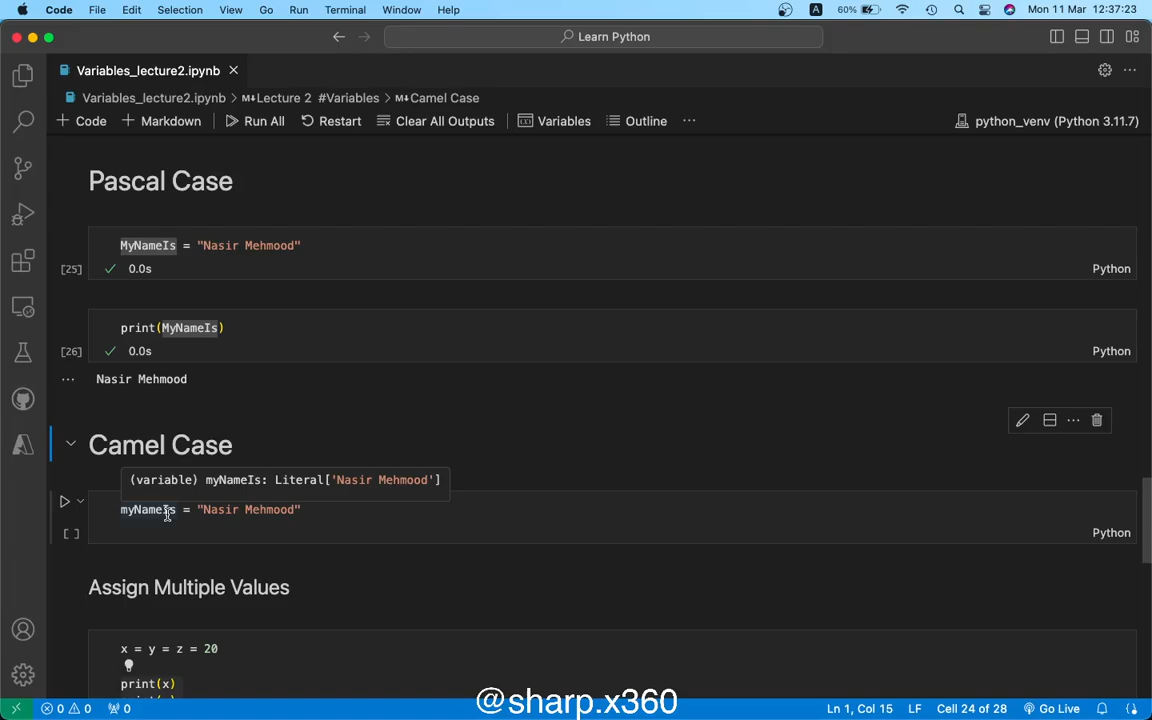 Code File Edit Selection View Go Run Terminal Window Help A 60% Mon 11 Mar 12:37:23
Learn Python
Variables_lecture2.ipynb
Variables_lecture2.ipynb > M↓Lecture 2 #Variables > M↓Camel Case
+ Code + Markdown Run All Restart Clear All Outputs Variables Outline ... python_venv (Python 3.11.7)
Pascal Case
MyNameIs = "Nasir Mehmood"
[25] ✓ 0.0s Python
print(MyNameIs)
[26] ✓ 0.0s Python
... Nasir Mehmood
Camel Case
(variable) myNameIs: Literal['Nasir Mehmood']
myNameIs = "Nasir Mehmood"
[ ] Python
Assign Multiple Values
x = y = z = 20
print(x)
@sharp.x360
0 0 0 Ln 1, Col 15 LF Cell 24 of 28 Go Live